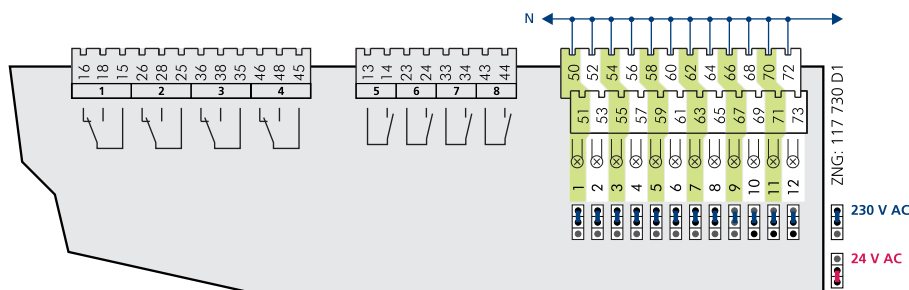 N
16 18 15 26 28 25 36 38 35 46 48 45 13 14 23 24 33 34 43 44 50 52 54 56 58 60 62 64 66 68 70 72
1 2 3 4 5 6 7 8
51 53 55 57 59 61 63 65 67 69 71 73
1 2 3 4 5 6 7 8 9 10 11 12
ZNG: 117 730 D1
230 V AC
24 V AC